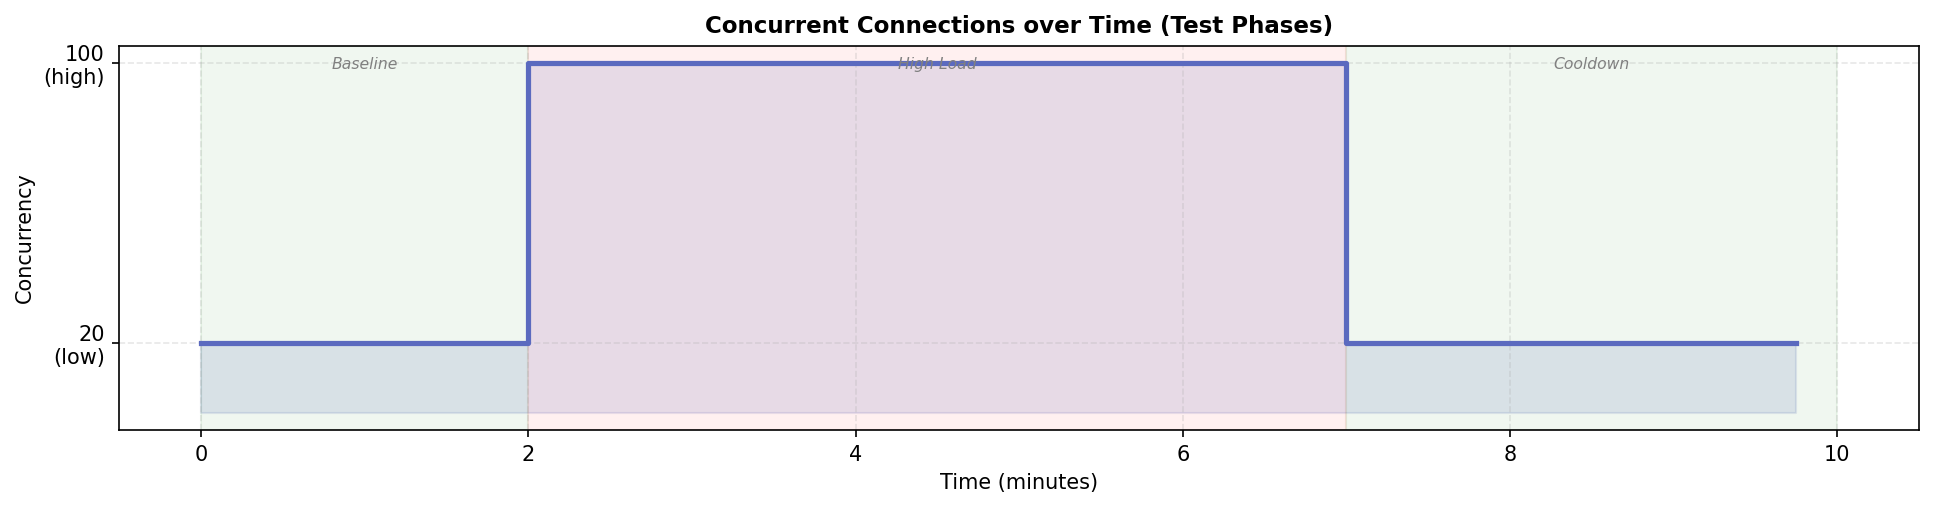 Concurrent Connections over Time (Test Phases)
100
(high)
Baseline
High Load
Cooldown
Concurrency
20
(low)
0
2
4
6
8
10
Time (minutes)